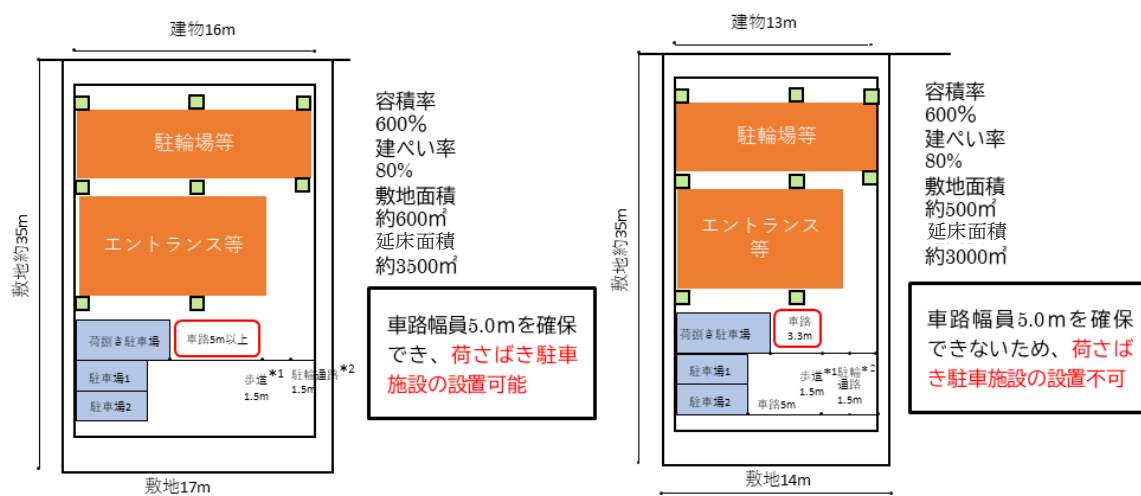 建物16m
敷地約35m
駐輪場等
エントランス等
荷捌き駐車場
車路5m以上
駐車場1
駐車場2
歩道*1
1.5m
駐輪通路*2
1.5m
敷地17m
容積率
600%
建ぺい率
80%
敷地面積
約600㎡
延床面積
約3500㎡
車路幅員5.0mを確保
でき、荷さばき駐車
施設の設置可能
建物13m
敷地約35m
駐輪場等
エントランス
等
荷捌き駐車場
車路
3.3m
駐車場1
駐車場2
車路5m
歩道*1
1.5m
駐輪*2
通路
1.5m
敷地14m
容積率
600%
建ぺい率
80%
敷地面積
約500㎡
延床面積
約3000㎡
車路幅員5.0mを確保
できないため、荷さば
き駐車施設の設置不可